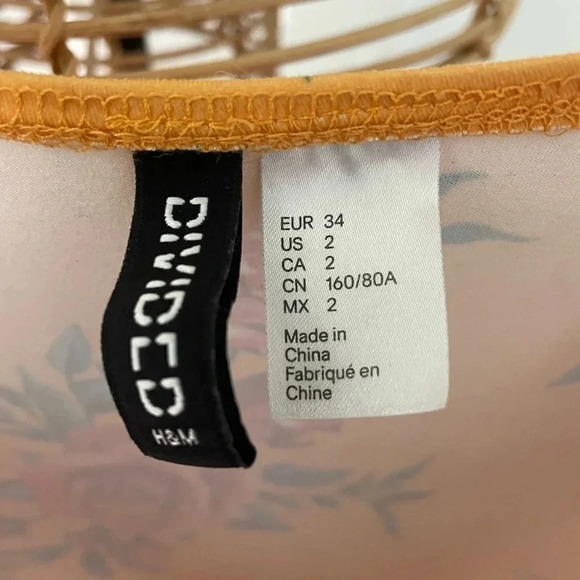 DIVIDED
H&M
EUR 34
US 2
CA 2
CN 160/80A
MX 2
Made in
China
Fabriqué en
Chine